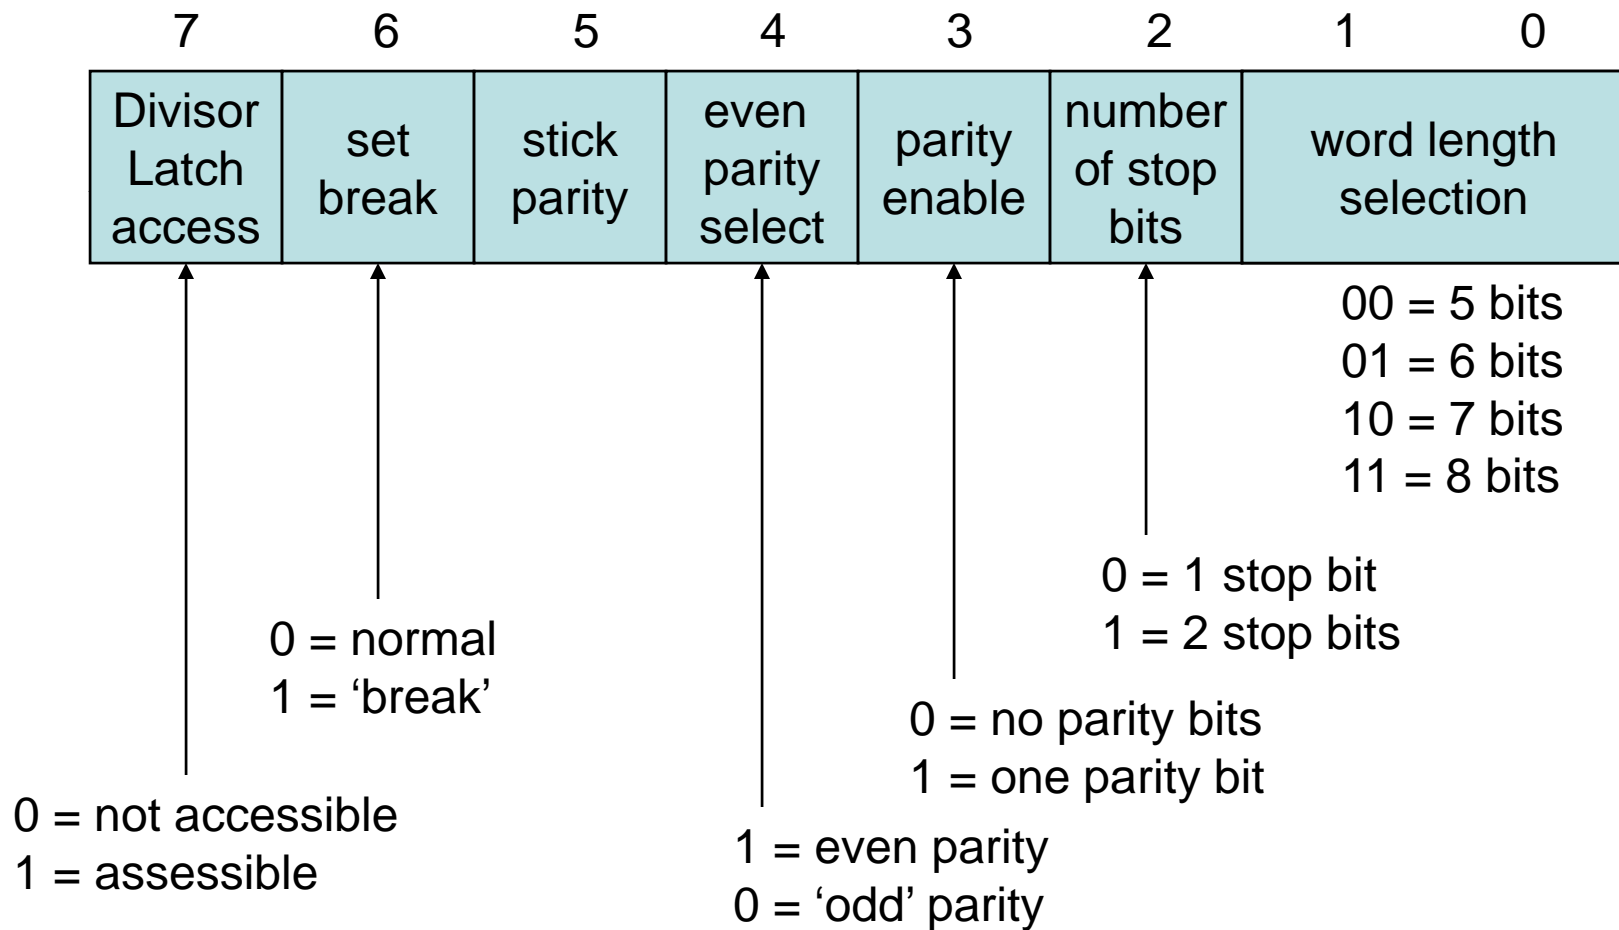 7 6 5 4 3 2 1 0
Divisor
Latch
access
set
break
stick
parity
even
parity
select
parity
enable
number
of stop
bits
word length
selection
00 = 5 bits
01 = 6 bits
10 = 7 bits
11 = 8 bits
0 = 1 stop bit
1 = 2 stop bits
0 = normal
1 = ‘break’
0 = no parity bits
1 = one parity bit
0 = not accessible
1 = assessible
1 = even parity
0 = ‘odd’ parity